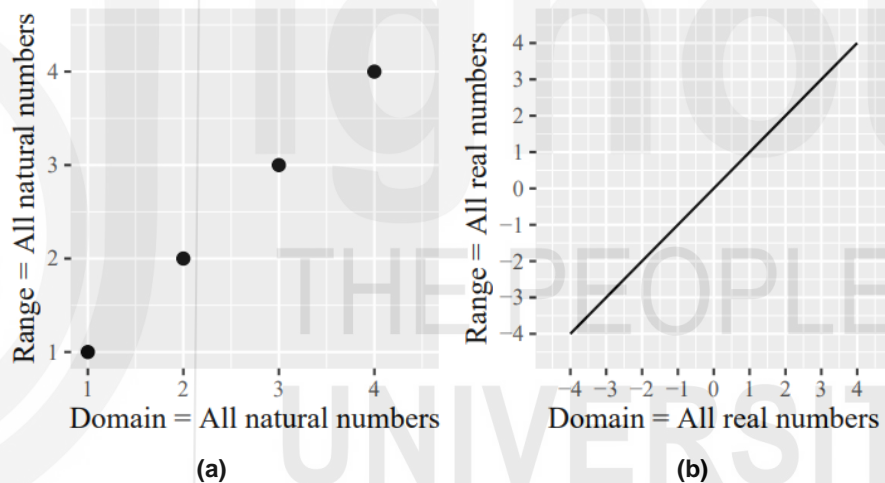 ignou
THE PEOPLE
UNIVERSIT
Range = All natural numbers
4
3
2
1
1 2 3 4
Domain = All natural numbers
(a)
Range = All real numbers
4
3
2
1
0
−1
−2
−3
−4
−4 −3 −2 −1 0 1 2 3 4
Domain = All real numbers
(b)